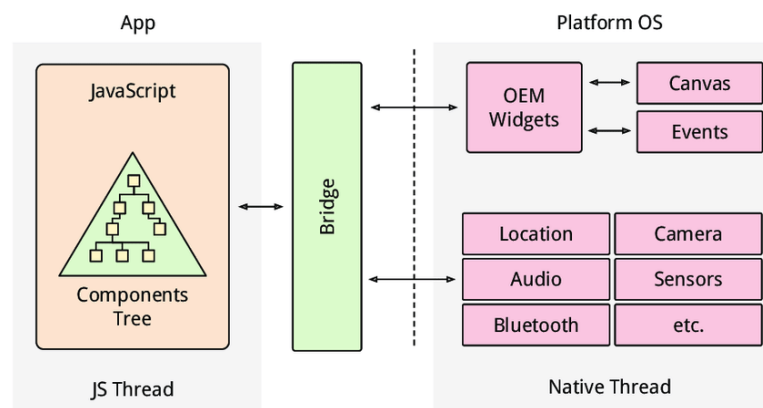 App
Platform OS
JavaScript
Components
Tree
JS Thread
Bridge
OEM
Widgets
Canvas
Events
Location
Camera
Audio
Sensors
Bluetooth
etc.
Native Thread